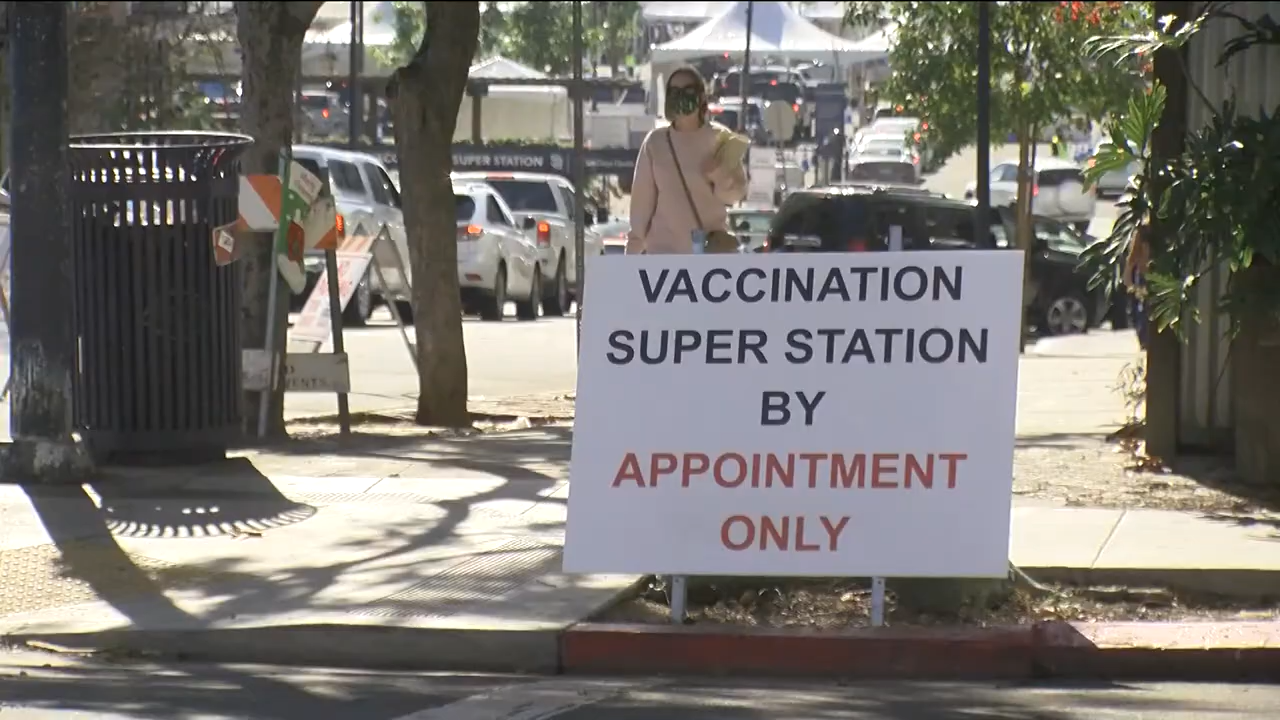 SUPER STATION
VACCINATION
SUPER STATION
BY
APPOINTMENT
ONLY